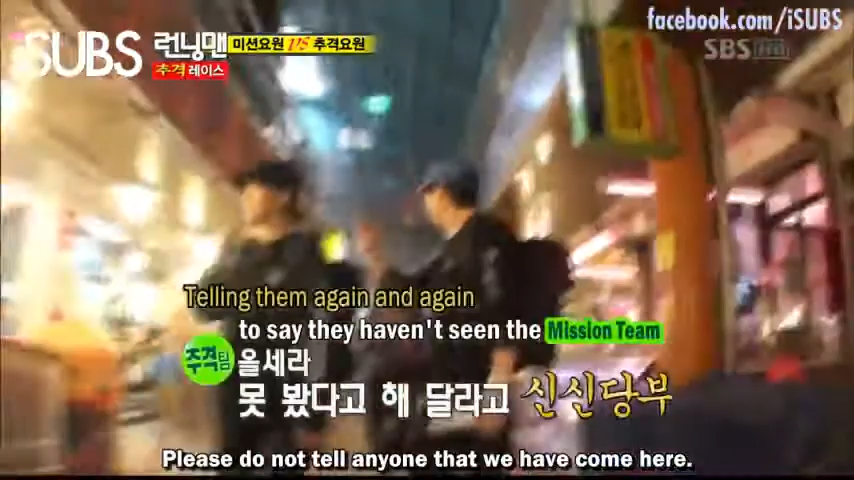 iSUBS
런닝맨
추격 레이스
미션요원 VS 추격요원
facebook.com/iSUBS
SBS HD
Telling them again and again
to say they haven't seen the Mission Team
추격팀 올세라
못 봤다고 해 달라고 신신당부
Please do not tell anyone that we have come here.